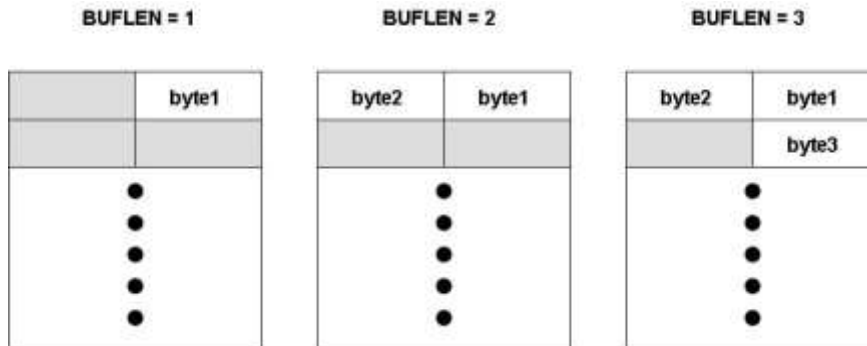 BUFLEN = 1 BUFLEN = 2 BUFLEN = 3
byte1 byte2 byte1 byte2 byte1
byte3